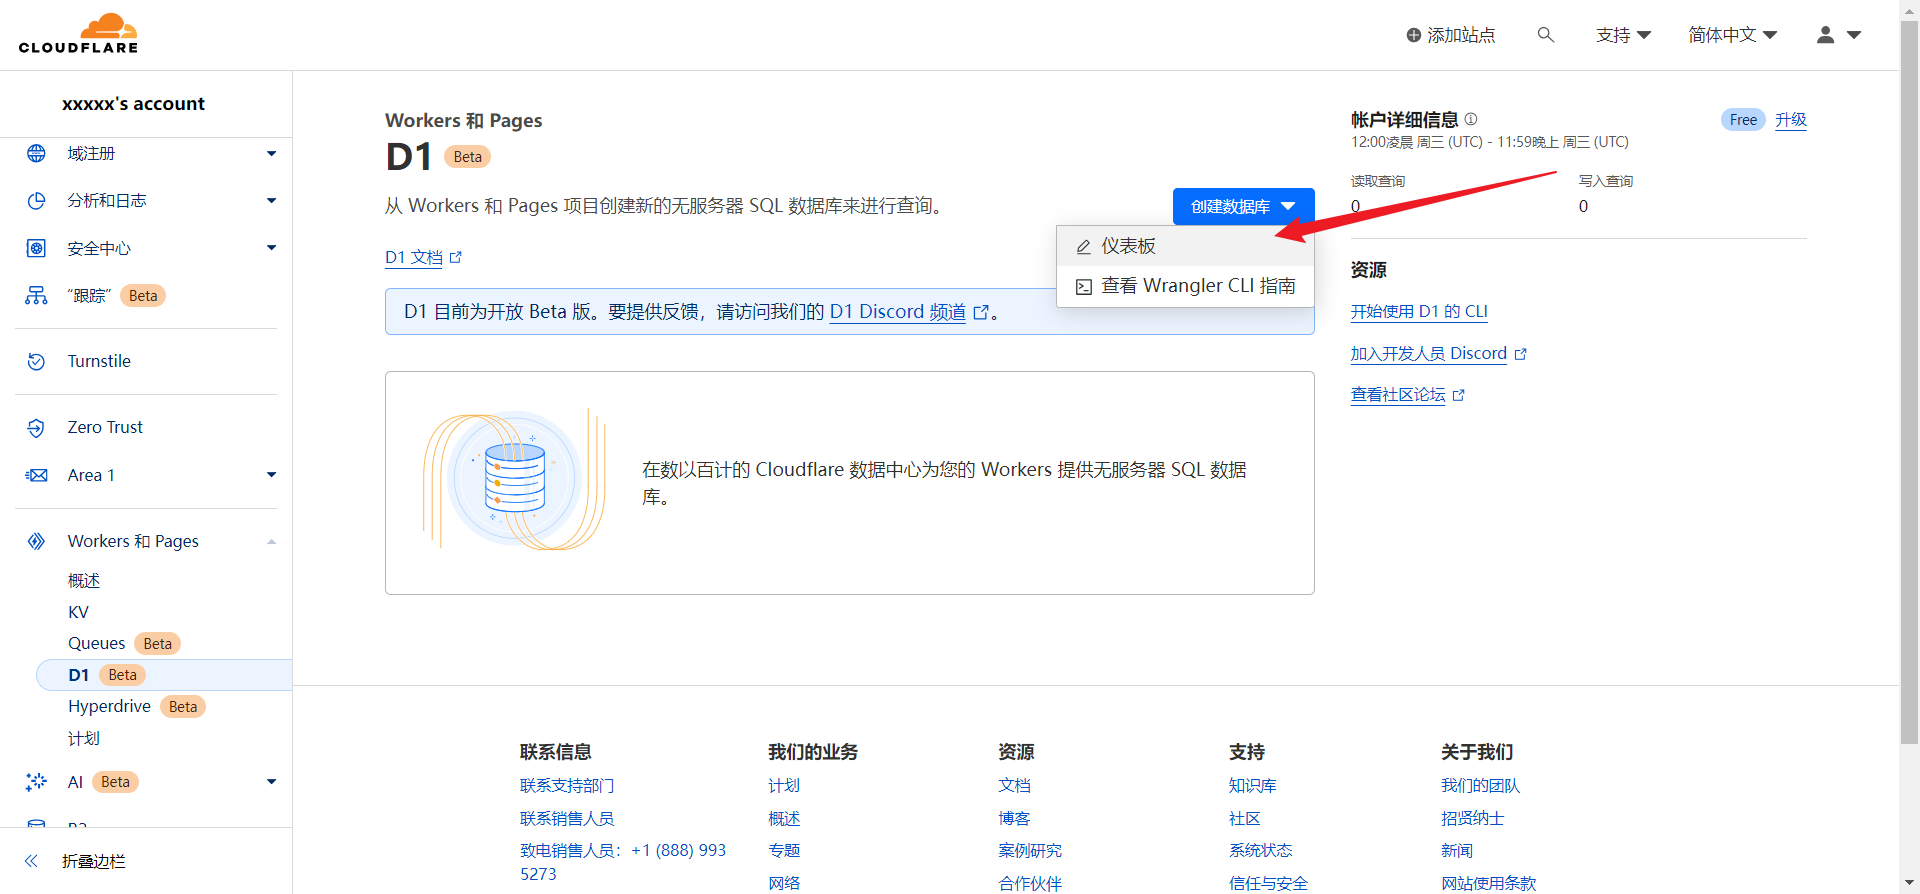 CLOUDFLARE
添加站点
支持
简体中文
xxxxx's account
域注册
分析和日志
安全中心
“跟踪” Beta
Turnstile
Zero Trust
Area 1
Workers 和 Pages
概述
KV
Queues Beta
D1 Beta
Hyperdrive Beta
计划
AI Beta
折叠边栏
Workers 和 Pages
D1 Beta
从 Workers 和 Pages 项目创建新的无服务器 SQL 数据库来进行查询。
创建数据库
仪表板
查看 Wrangler CLI 指南
D1 文档
D1 目前为开放 Beta 版。要提供反馈，请访问我们的 D1 Discord 频道。
在数以百计的 Cloudflare 数据中心为您的 Workers 提供无服务器 SQL 数据
库。
帐户详细信息
Free 升级
12:00凌晨 周三 (UTC) - 11:59晚上 周三 (UTC)
读取查询
0
写入查询
0
资源
开始使用 D1 的 CLI
加入开发人员 Discord
查看社区论坛
联系信息
联系支持部门
联系销售人员
致电销售人员：+1 (888) 993
5273
我们的业务
计划
概述
专题
网络
资源
文档
博客
案例研究
合作伙伴
支持
知识库
社区
系统状态
信任与安全
关于我们
我们的团队
招贤纳士
新闻
网站使用条款